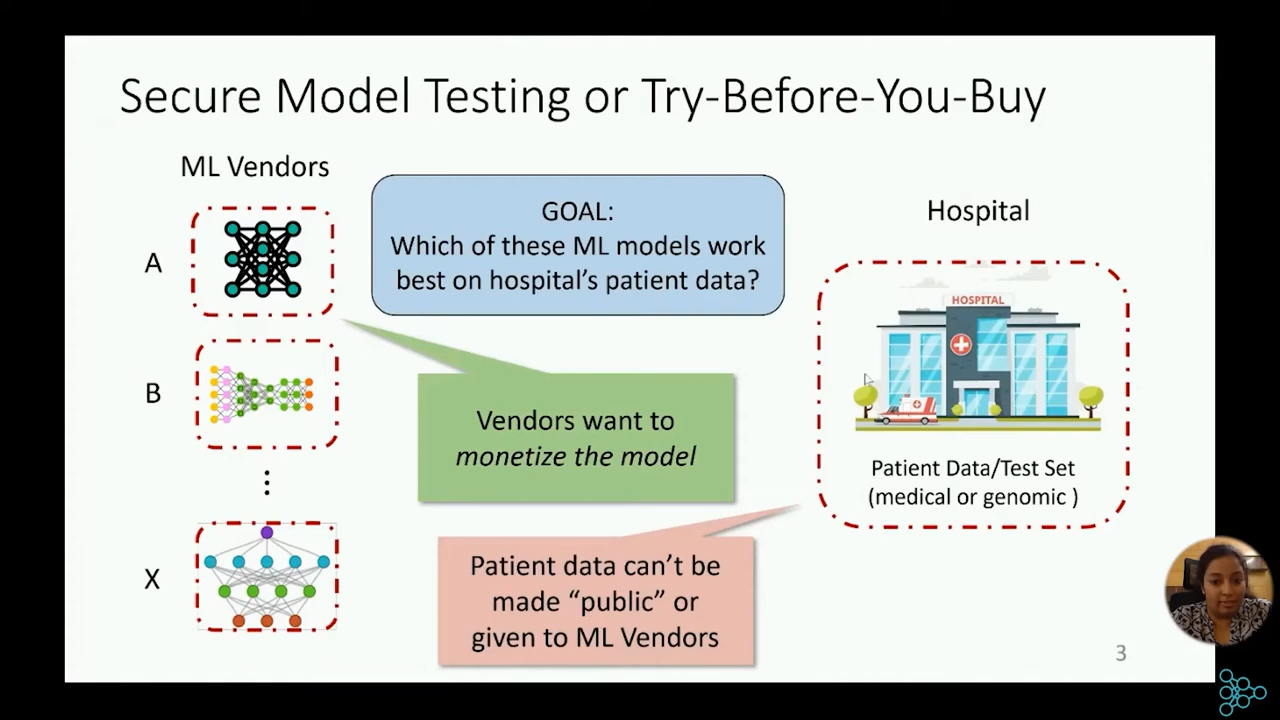 Secure Model Testing or Try-Before-You-Buy
ML Vendors
A
B
X
GOAL:
Which of these ML models work
best on hospital's patient data?
Vendors want to
monetize the model
Patient data can't be
made “public” or
given to ML Vendors
Hospital
HOSPITAL
Patient Data/Test Set
(medical or genomic )
3